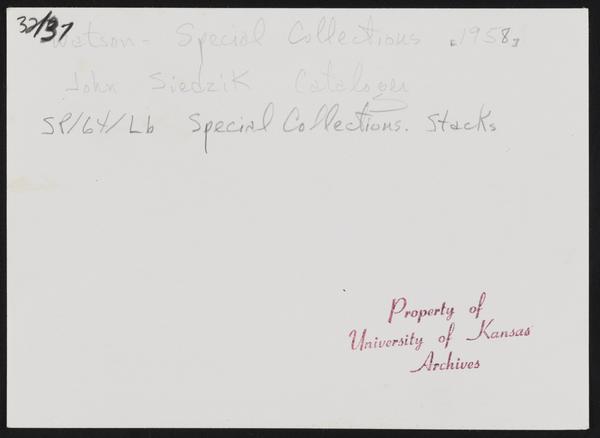 32/37
Watson - Special Collections [1958]
John Siedzik Cataloger
SP/64/Lb Special Collections. Stacks
Property of
University of Kansas
Archives